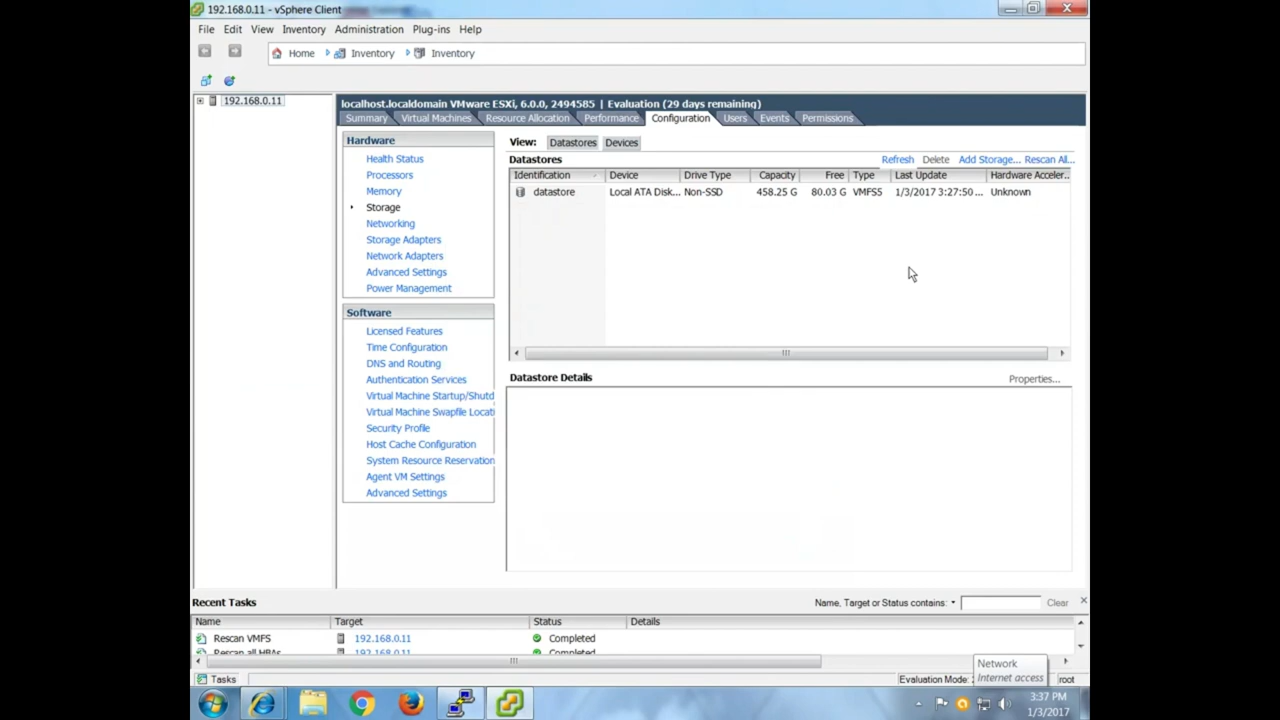 192.168.0.11 - vSphere Client
File Edit View Inventory Administration Plug-ins Help
Home Inventory Inventory
192.168.0.11
localhost.localdomain VMware ESXi, 6.0.0, 2494585 | Evaluation (29 days remaining)
Summary Virtual Machines Resource Allocation Performance Configuration Users Events Permissions
Hardware
Health Status
Processors
Memory
Storage
Networking
Storage Adapters
Network Adapters
Advanced Settings
Power Management
Software
Licensed Features
Time Configuration
DNS and Routing
Authentication Services
Virtual Machine Startup/Shutd
Virtual Machine Swapfile Locati
Security Profile
Host Cache Configuration
System Resource Reservation
Agent VM Settings
Advanced Settings
View: Datastores Devices
Datastores Refresh Delete Add Storage... Rescan All...
Identification Device Drive Type Capacity Free Type Last Update Hardware Acceler..
datastore Local ATA Disk... Non-SSD 458.25 G 80.03 G VMFS5 1/3/2017 3:27:50 ... Unknown
Datastore Details Properties...
Recent Tasks Name, Target or Status contains: Clear
Name Target Status Details
Rescan VMFS 192.168.0.11 Completed
Rescan all HBAs 192.168.0.11 Completed
Network
Internet access
Tasks Evaluation Mode: root
3:37 PM
1/3/2017